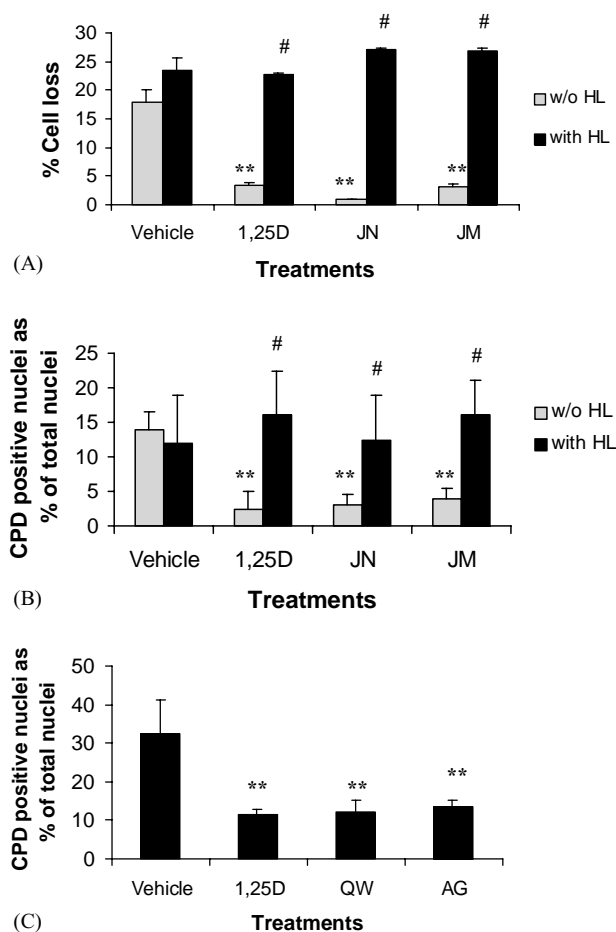 30
25
20
15
10
5
0
% Cell loss
**
**
**
#
#
#
w/o HL
with HL
Vehicle 1,25D JN JM
(A) Treatments
25
20
15
10
5
0
CPD positive nuclei as
% of total nuclei
**
**
**
#
#
#
w/o HL
with HL
Vehicle 1,25D JN JM
(B) Treatments
50
40
30
20
10
0
CPD positive nuclei as
% of total nuclei
**
**
**
Vehicle 1,25D QW AG
(C) Treatments